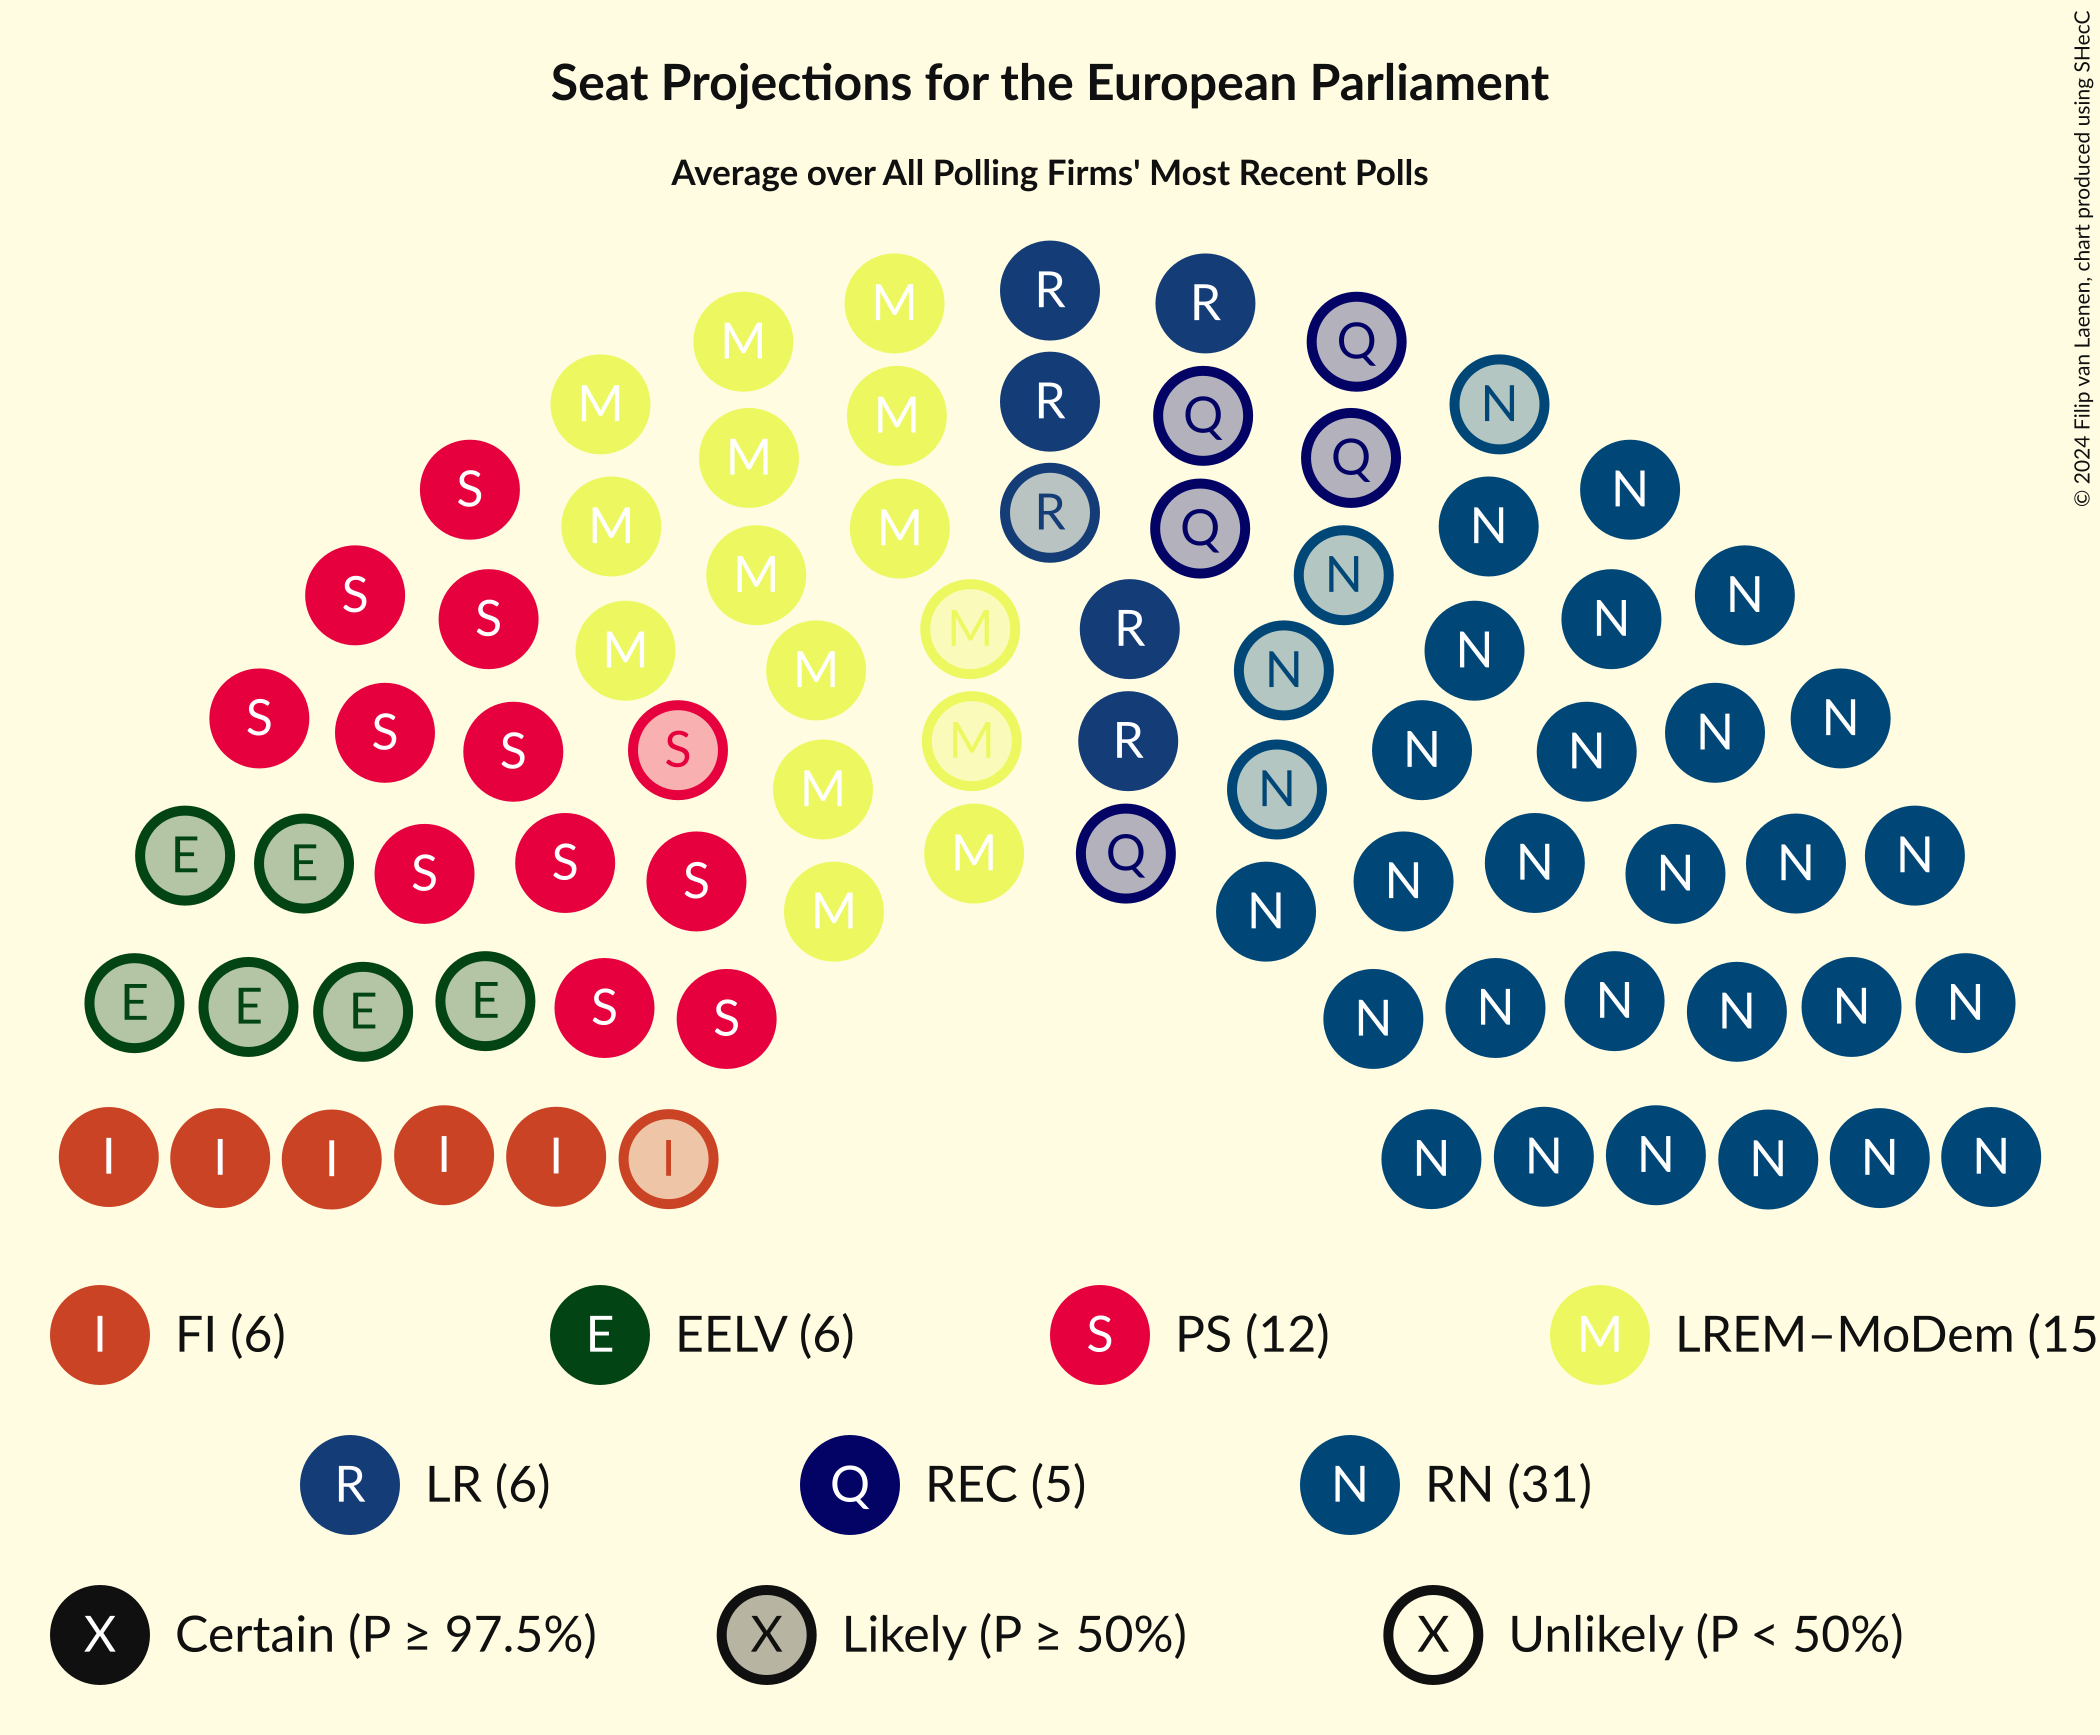 Seat Projections for the European Parliament
Average over All Polling Firms' Most Recent Polls
© 2024 Filip van Laenen, chart produced using SHecC
R
M R
M Q
M R M Q N
M Q
S R S N
M N M Q N
M N
S N
S N S N
M R
M N M N
S N
S R S N
M S N
S N
M Q
E M N E
S N
S N
S N
M N
E N
E N
S N
E N
S N
I I I I I I N N N N N N
I FI (6) E EELV (6) S PS (12) M LREM–MoDem (15
R LR (6) Q REC (5) N RN (31)
X Certain (P ≥ 97.5%) X Likely (P ≥ 50%) X Unlikely (P < 50%)